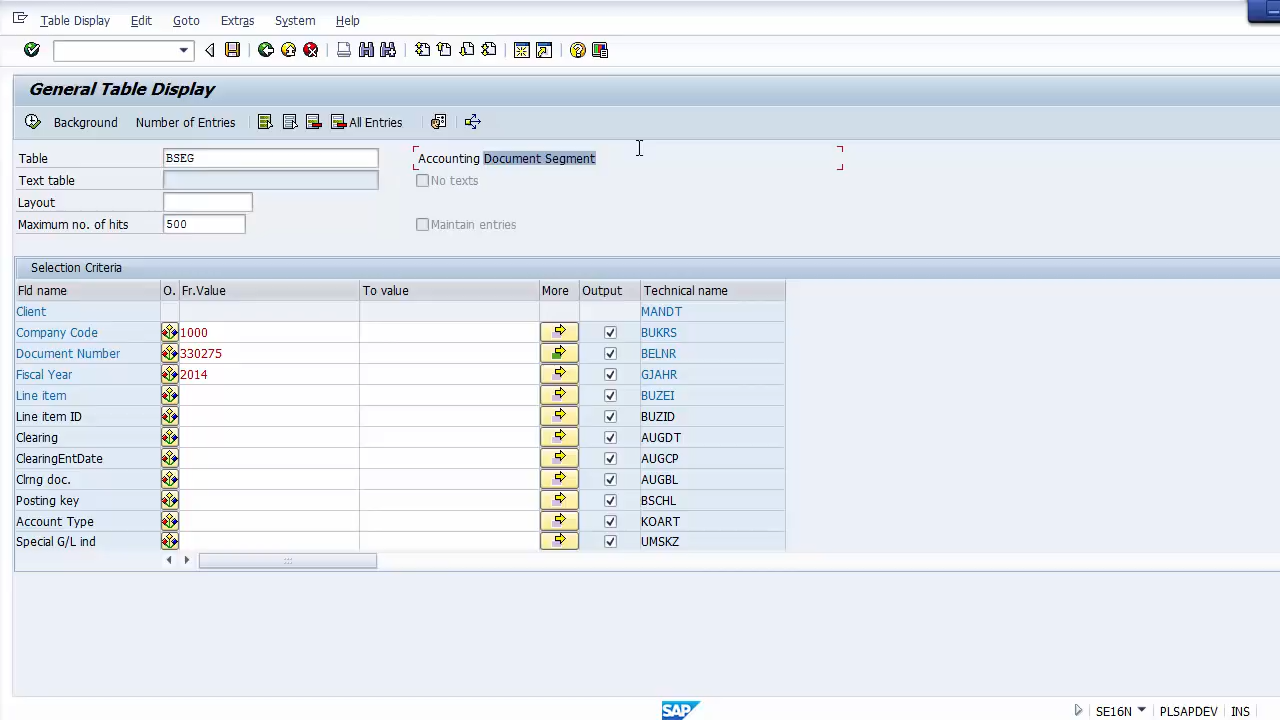 Table Display Edit Goto Extras System Help
General Table Display
Background Number of Entries All Entries
Table BSEG Accounting Document Segment
Text table No texts
Layout
Maximum no. of hits 500 Maintain entries
Selection Criteria
Fld name O. Fr.Value To value More Output Technical name
Client MANDT
Company Code 1000 BUKRS
Document Number 330275 BELNR
Fiscal Year 2014 GJAHR
Line item BUZEI
Line item ID BUZID
Clearing AUGDT
ClearingEntDate AUGCP
Clrng doc. AUGBL
Posting key BSCHL
Account Type KOART
Special G/L ind UMSKZ
SAP SE16N PLSAPDEV INS